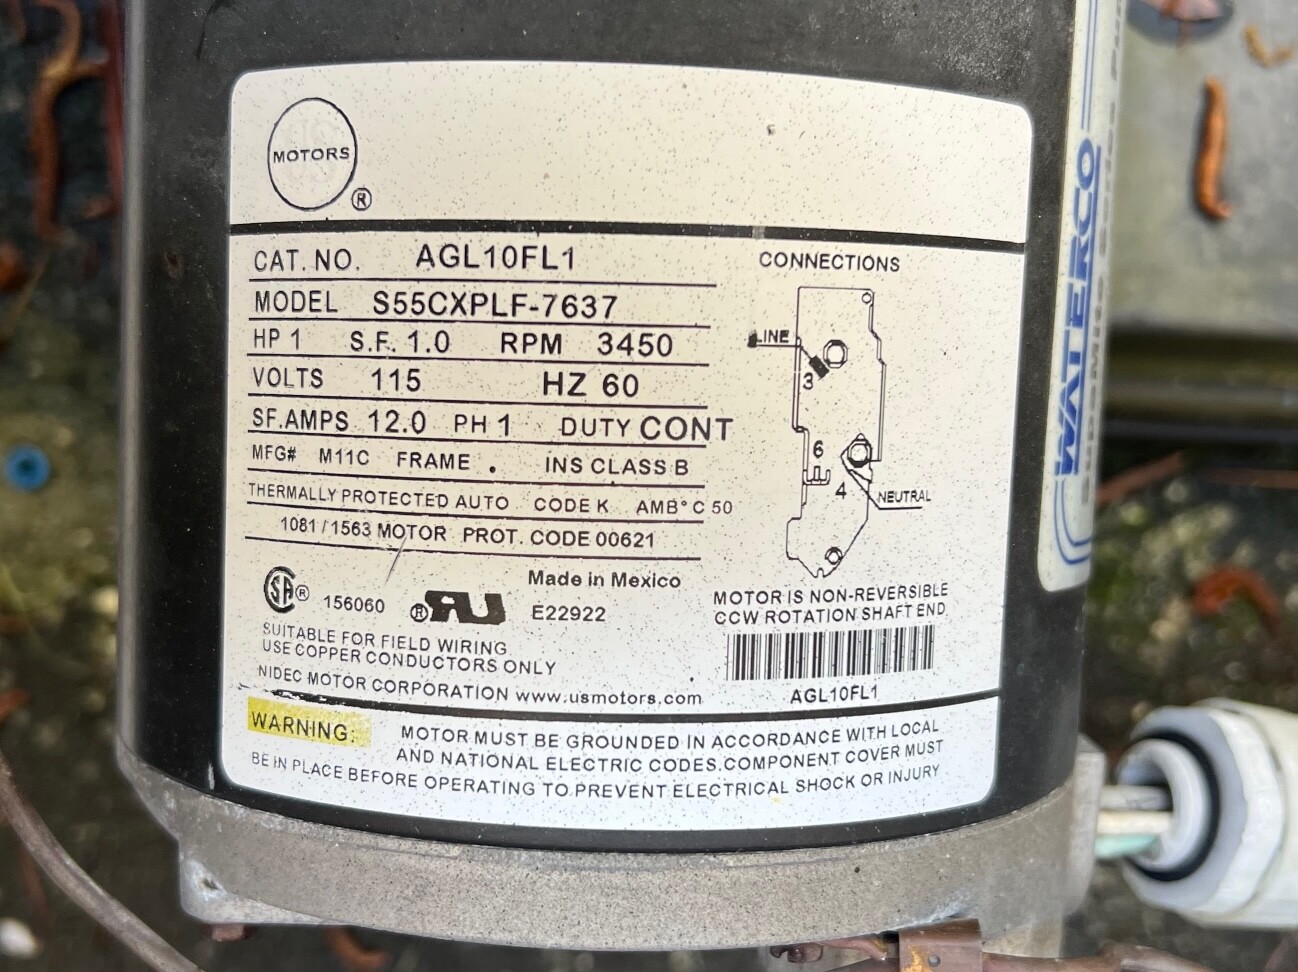 US
MOTORS
®
CAT. NO. AGL10FL1
MODEL S55CXPLF-7637
HP 1 S.F. 1.0 RPM 3450
VOLTS 115 HZ 60
SF.AMPS 12.0 PH 1 DUTY CONT
MFG# M11C FRAME . INS CLASS B
THERMALLY PROTECTED AUTO CODE K AMB°C 50
1081 / 1563 MOTOR PROT. CODE 00621
Made in Mexico
SA® 156060 ®RU E22922
SUITABLE FOR FIELD WIRING
USE COPPER CONDUCTORS ONLY
NIDEC MOTOR CORPORATION www.usmotors.com
CONNECTIONS
LINE
3
6
4
NEUTRAL
MOTOR IS NON-REVERSIBLE
CCW ROTATION SHAFT END
AGL10FL1
WARNING: MOTOR MUST BE GROUNDED IN ACCORDANCE WITH LOCAL
AND NATIONAL ELECTRIC CODES.COMPONENT COVER MUST
BE IN PLACE BEFORE OPERATING TO PREVENT ELECTRICAL SHOCK OR INJURY
WATERCO